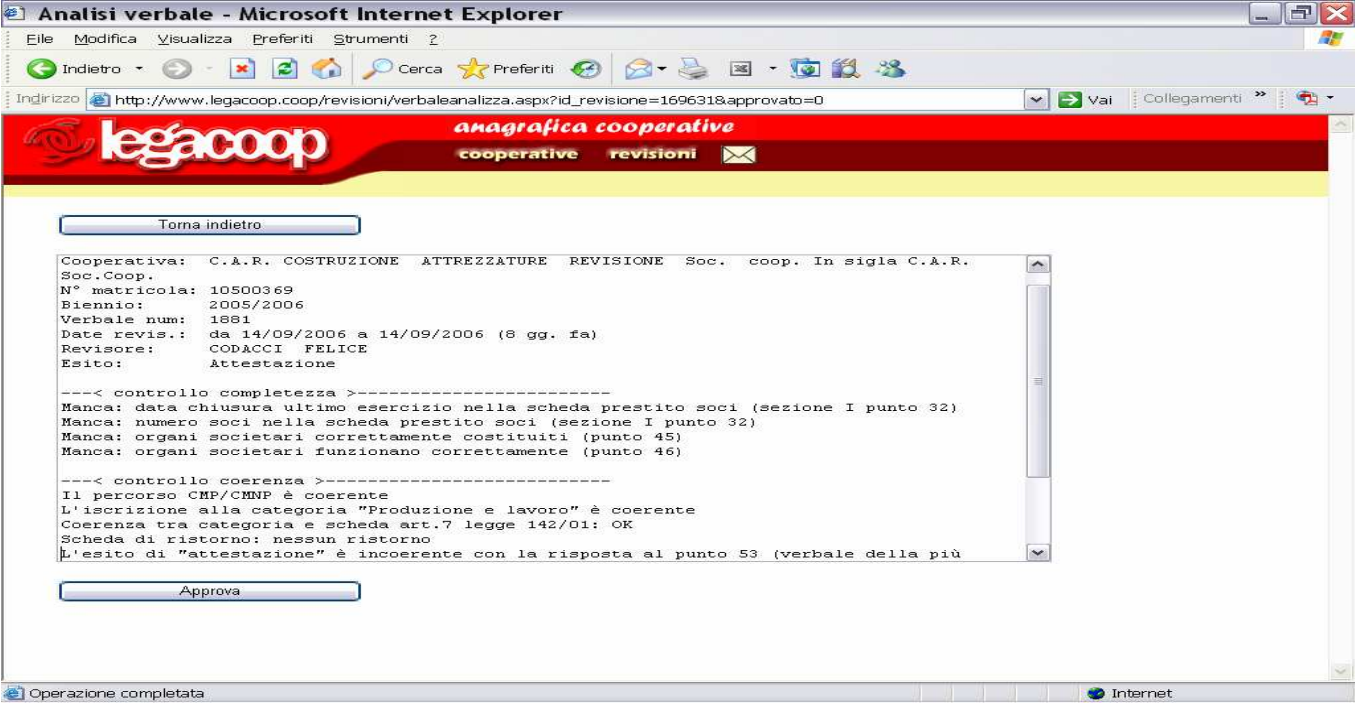 Analisi verbale - Microsoft Internet Explorer
File Modifica Visualizza Preferiti Strumenti ?
Indietro Cerca Preferiti
Indirizzo http://www.legacoop.coop/revisioni/verbaleanalizza.aspx?id_revisione=169631&approvato=0 Vai Collegamenti »
legacoop
anagrafica cooperative
cooperative revisioni
Torna indietro
Cooperativa: C.A.R. COSTRUZIONE ATTREZZATURE REVISIONE Soc. coop. In sigla C.A.R.
Soc.Coop.
N° matricola: 10500369
Biennio: 2005/2006
Verbale num: 1881
Date revis.: da 14/09/2006 a 14/09/2006 (8 gg. fa)
Revisore: CODACCI FELICE
Esito: Attestazione
---< controllo completezza >------------------------
Manca: data chiusura ultimo esercizio nella scheda prestito soci (sezione I punto 32)
Manca: numero soci nella scheda prestito soci (sezione I punto 32)
Manca: organi societari correttamente costituiti (punto 45)
Manca: organi societari funzionano correttamente (punto 46)
---< controllo coerenza >---------------------------
Il percorso CMP/CMNP è coerente
L'iscrizione alla categoria "Produzione e lavoro" è coerente
Coerenza tra categoria e scheda art.7 legge 142/01: OK
Scheda di ristorno: nessun ristorno
L'esito di "attestazione" è incoerente con la risposta al punto 53 (verbale della più
Approva
Operazione completata Internet